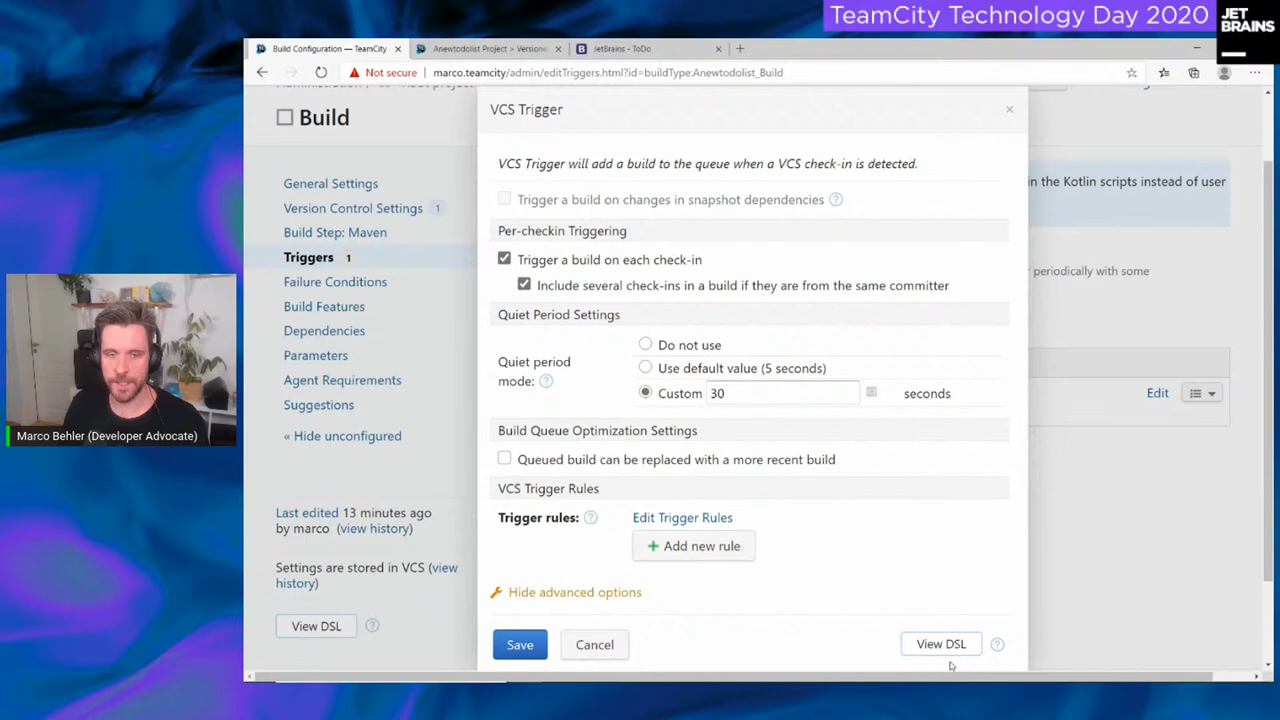 TeamCity Technology Day 2020
JET
BRAINS
Build Configuration — TeamCity
Anewtodolist Project > Versione
JetBrains - ToDo
Not secure
marco.teamcity/admin/editTriggers.html?id=buildType:Anewtodolist_Build
Build
General Settings
Version Control Settings 1
Build Step: Maven
Triggers 1
Failure Conditions
Build Features
Dependencies
Parameters
Agent Requirements
Suggestions
« Hide unconfigured
Last edited 13 minutes ago
by marco (view history)
Settings are stored in VCS (view
history)
View DSL
VCS Trigger
VCS Trigger will add a build to the queue when a VCS check-in is detected.
Trigger a build on changes in snapshot dependencies
Per-checkin Triggering
Trigger a build on each check-in
Include several check-ins in a build if they are from the same committer
Quiet Period Settings
Quiet period
mode:
Do not use
Use default value (5 seconds)
Custom 30 seconds
Build Queue Optimization Settings
Queued build can be replaced with a more recent build
VCS Trigger Rules
Trigger rules:
Edit Trigger Rules
+ Add new rule
Hide advanced options
Save
Cancel
View DSL
in the Kotlin scripts instead of user
r periodically with some
Edit
Marco Behler (Developer Advocate)